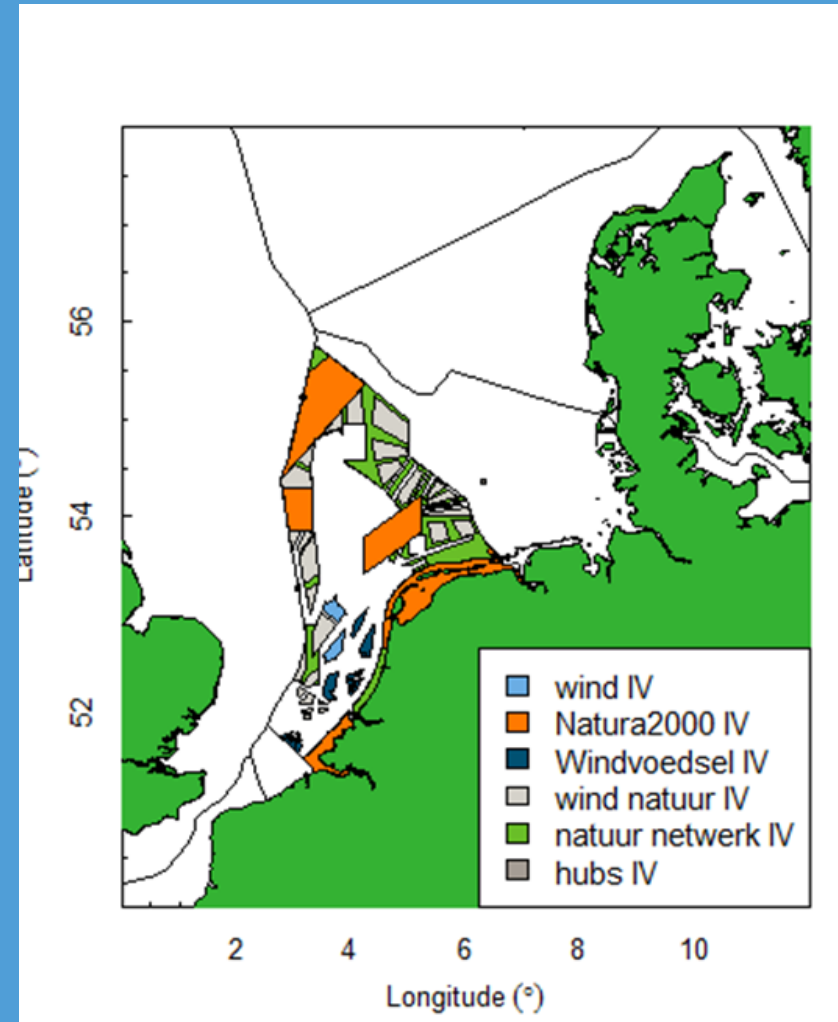 56
54
52
Latitude (°)
2 4 6 8 10
Longitude (°)
wind IV
Natura2000 IV
Windvoedsel IV
wind natuur IV
natuur netwerk IV
hubs IV